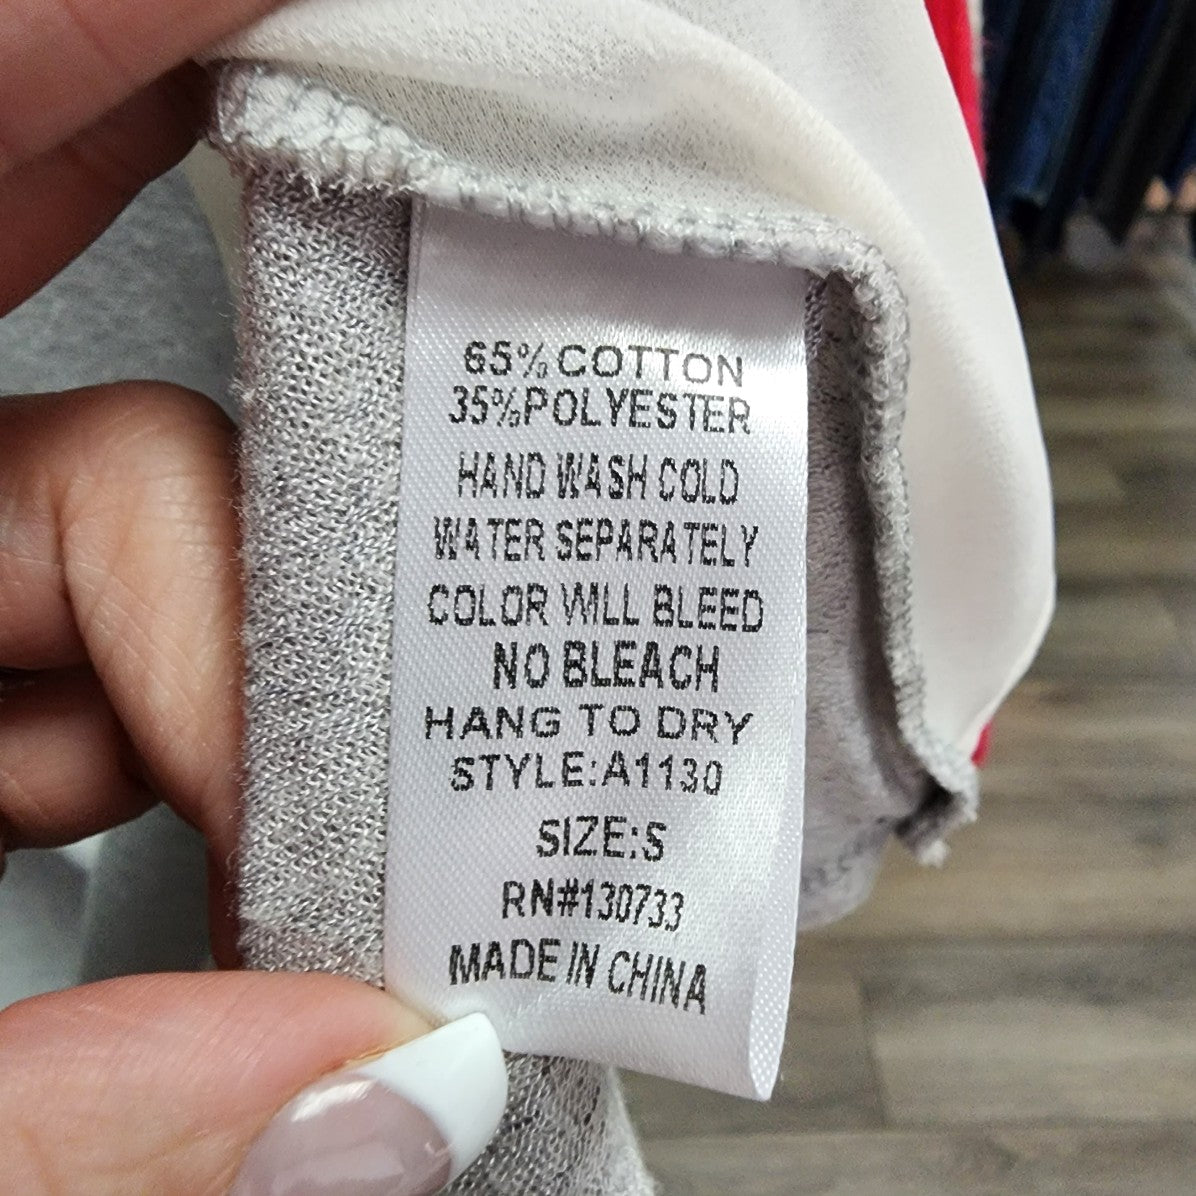 65% COTTON
35%POLYESTER
HAND WASH COLD
WATER SEPARATELY
COLOR WILL BLEED
NO BLEACH
HANG TO DRY
STYLE:A1130
SIZE:S
RN#130733
MADE IN CHINA